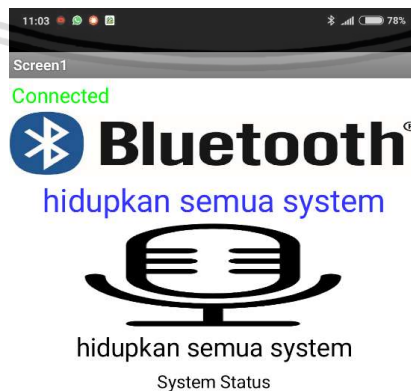 11:03 78%
Screen1
Connected
Bluetooth®
hidupkan semua system
hidupkan semua system
System Status